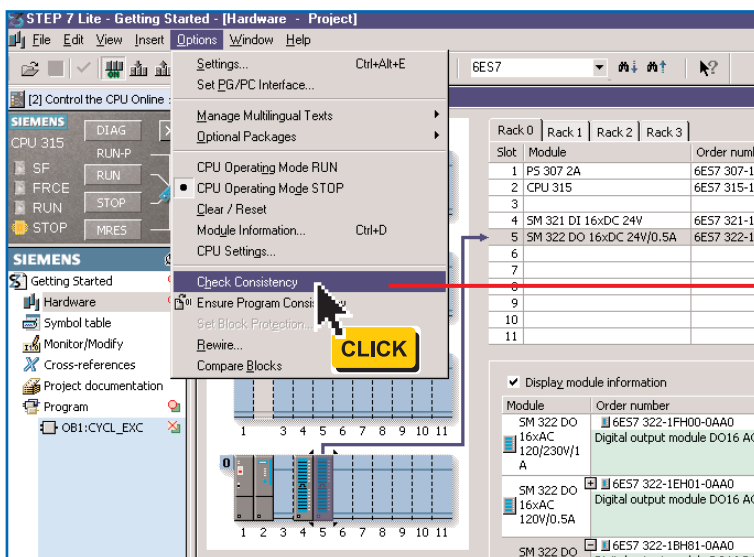 STEP 7 Lite - Getting Started - [Hardware - Project]
File Edit View Insert Options Window Help
6ES7
[2] Control the CPU Online
SIEMENS
CPU 315
SF
FRCE
RUN
STOP
DIAG
RUN-P
RUN
STOP
MRES
Settings... Ctrl+Alt+E
Set PG/PC Interface...
Manage Multilingual Texts
Optional Packages
CPU Operating Mode RUN
CPU Operating Mode STOP
Clear / Reset
Module Information... Ctrl+D
CPU Settings...
Check Consistency
Ensure Program
Set Block Protection...
Rewire...
Compare Blocks
CLICK
SIEMENS
Getting Started
Hardware
Symbol table
Monitor/Modify
Cross-references
Project documentation
Program
OB1:CYCL_EXC
Rack 0 Rack 1 Rack 2 Rack 3
Slot Module Order
1 PS 307 2A 6ES7 307-1
2 CPU 315 6ES7 315-1
3
4 SM 321 DI 16xDC 24V 6ES7 321-1
5 SM 322 DO 16xDC 24V/0.5A 6ES7 322-1
6
7
8
9
10
11
1 3 4 5 6 7 8 9 10 11
0
1 2 3 4 5 6 7 8 9 10 11
Display module information
Module Order number
SM 322 DO 16xAC 120/230V/1A 6ES7 322-1FH00-0AA0
Digital output module DO16 AC
SM 322 DO 16xAC 120V/0.5A 6ES7 322-1EH01-0AA0
Digital output module DO16 AC
SM 322 DO 6ES7 322-1BH81-0AA0